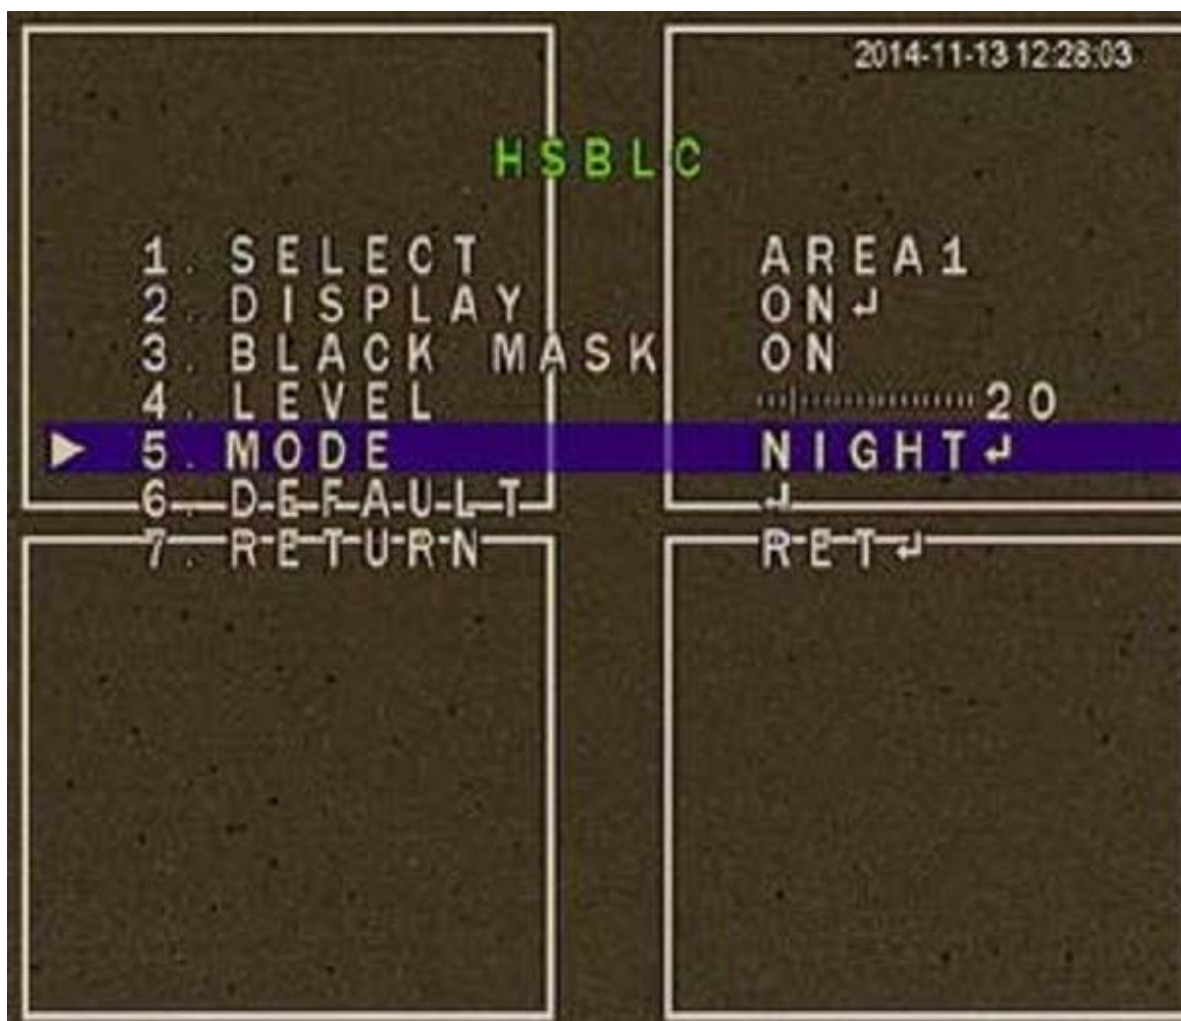 2014-11-13 12:28:03
HSBLC
1. SELECT AREA1
2. DISPLAY ON↲
3. BLACK MASK ON
4. LEVEL 20
5. MODE NIGHT↲
6. DEFAULT ↲
7. RETURN RET↲